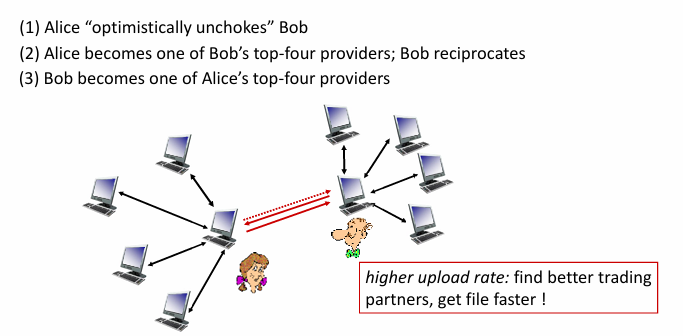 (1) Alice “optimistically unchokes” Bob
(2) Alice becomes one of Bob’s top-four providers; Bob reciprocates
(3) Bob becomes one of Alice’s top-four providers
higher upload rate: find better trading
partners, get file faster !